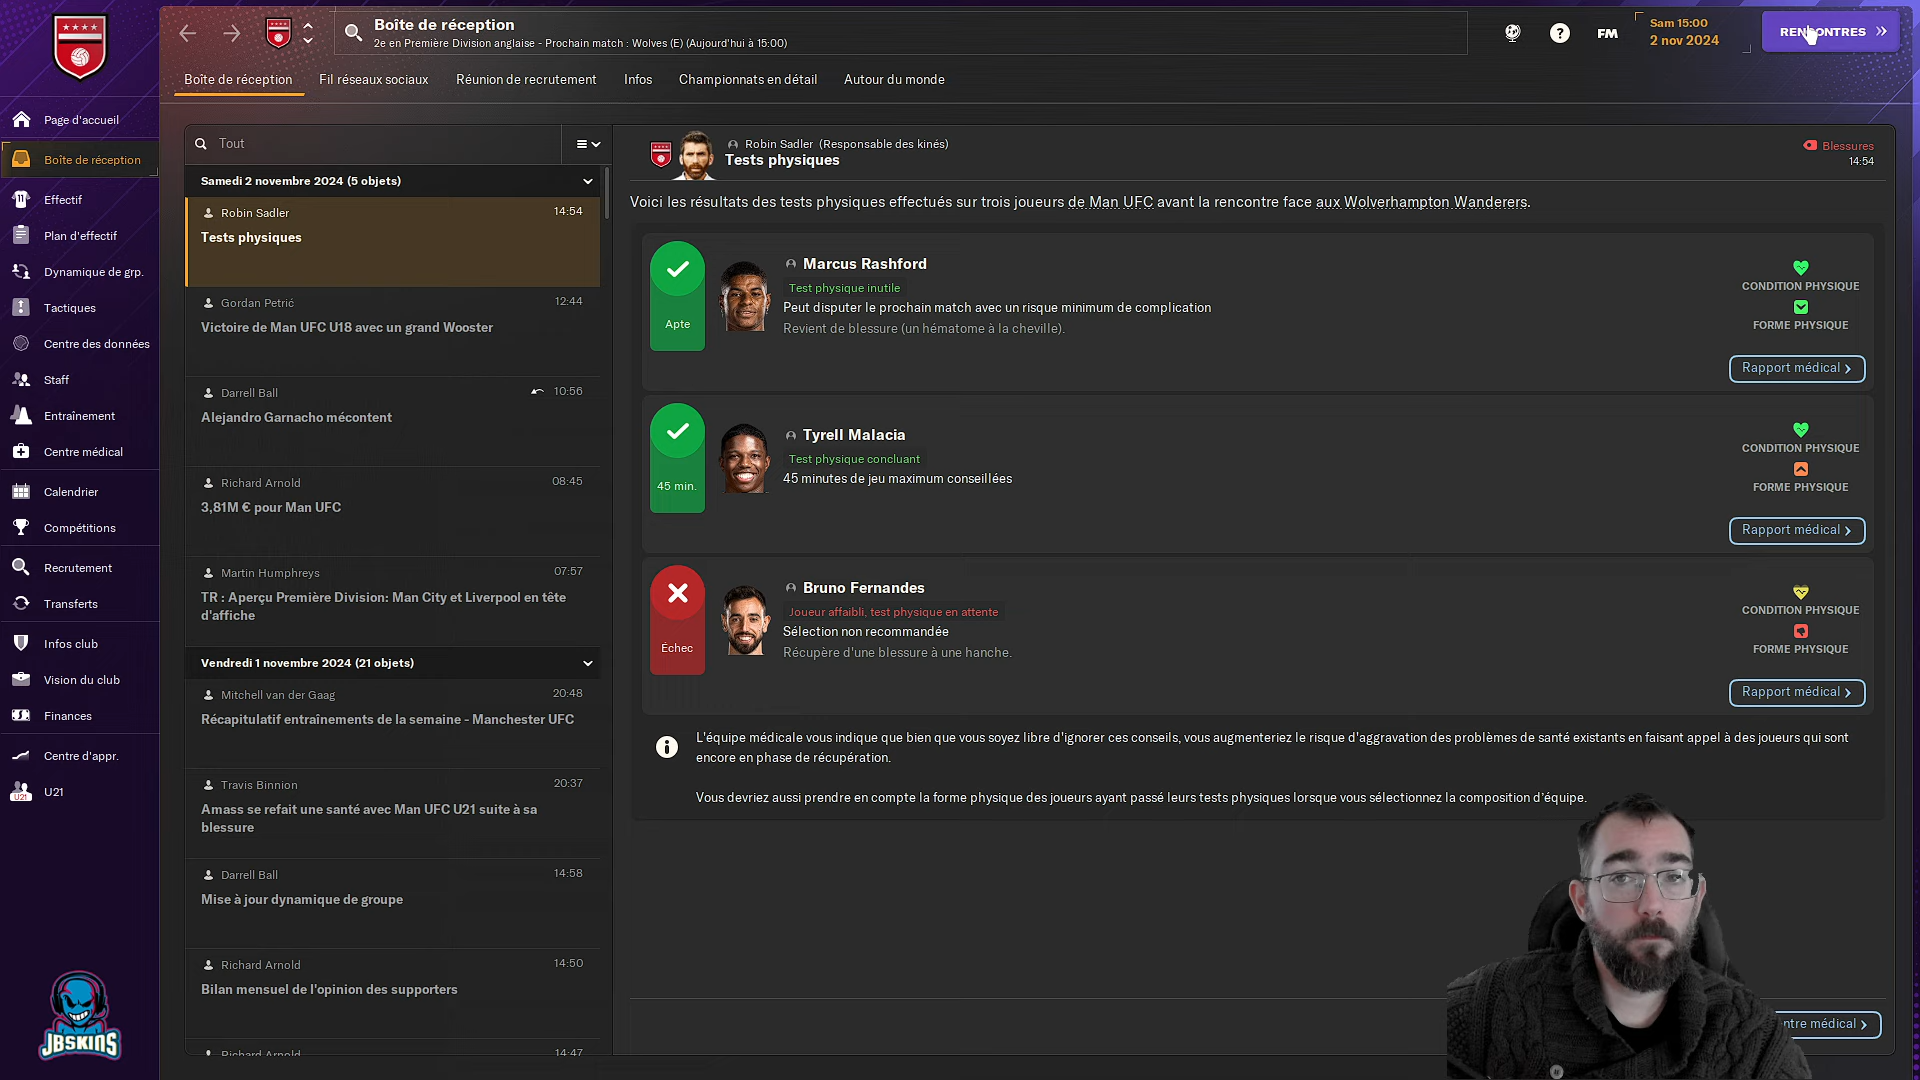 Boîte de réception
2e en Première Division anglaise - Prochain match : Wolves (E) (Aujourd'hui à 15:00)
FM
Sam 15:00
2 nov 2024
RENCONTRES
Boîte de réception
Fil réseaux sociaux
Réunion de recrutement
Infos
Championnats en détail
Autour du monde
Page d'accueil
Boîte de réception
Effectif
Plan d'effectif
Dynamique de grp.
Tactiques
Centre des données
Staff
Entraînement
Centre médical
Calendrier
Compétitions
Recrutement
Transferts
Infos club
Vision du club
Finances
Centre d'appr.
U21
U21
JBSKINS
Tout
Samedi 2 novembre 2024 (5 objets)
Robin Sadler 14:54
Tests physiques
Gordan Petrić 12:44
Victoire de Man UFC U18 avec un grand Wooster
Darrell Ball 10:56
Alejandro Garnacho mécontent
Richard Arnold 08:45
3,81M € pour Man UFC
Martin Humphreys 07:57
TR : Aperçu Première Division: Man City et Liverpool en tête
d'affiche
Vendredi 1 novembre 2024 (21 objets)
Mitchell van der Gaag 20:48
Récapitulatif entraînements de la semaine - Manchester UFC
Travis Binnion 20:37
Amass se refait une santé avec Man UFC U21 suite à sa
blessure
Darrell Ball 14:58
Mise à jour dynamique de groupe
Richard Arnold 14:50
Bilan mensuel de l'opinion des supporters
Richard Arnold 14:47
Robin Sadler (Responsable des kinés)
Tests physiques
Blessures
14:54
Voici les résultats des tests physiques effectués sur trois joueurs de Man UFC avant la rencontre face aux Wolverhampton Wanderers.
Apte
Marcus Rashford
Test physique inutile
Peut disputer le prochain match avec un risque minimum de complication
Revient de blessure (un hématome à la cheville).
CONDITION PHYSIQUE
FORME PHYSIQUE
Rapport médical
45 min.
Tyrell Malacia
Test physique concluant
45 minutes de jeu maximum conseillées
CONDITION PHYSIQUE
FORME PHYSIQUE
Rapport médical
Échec
Bruno Fernandes
Joueur affaibli, test physique en attente
Sélection non recommandée
Récupère d'une blessure à une hanche.
CONDITION PHYSIQUE
FORME PHYSIQUE
Rapport médical
L'équipe médicale vous indique que bien que vous soyez libre d'ignorer ces conseils, vous augmenteriez le risque d'aggravation des problèmes de santé existants en faisant appel à des joueurs qui sont
encore en phase de récupération.
Vous devriez aussi prendre en compte la forme physique des joueurs ayant passé leurs tests physiques lorsque vous sélectionnez la composition d'équipe.
ntre médical